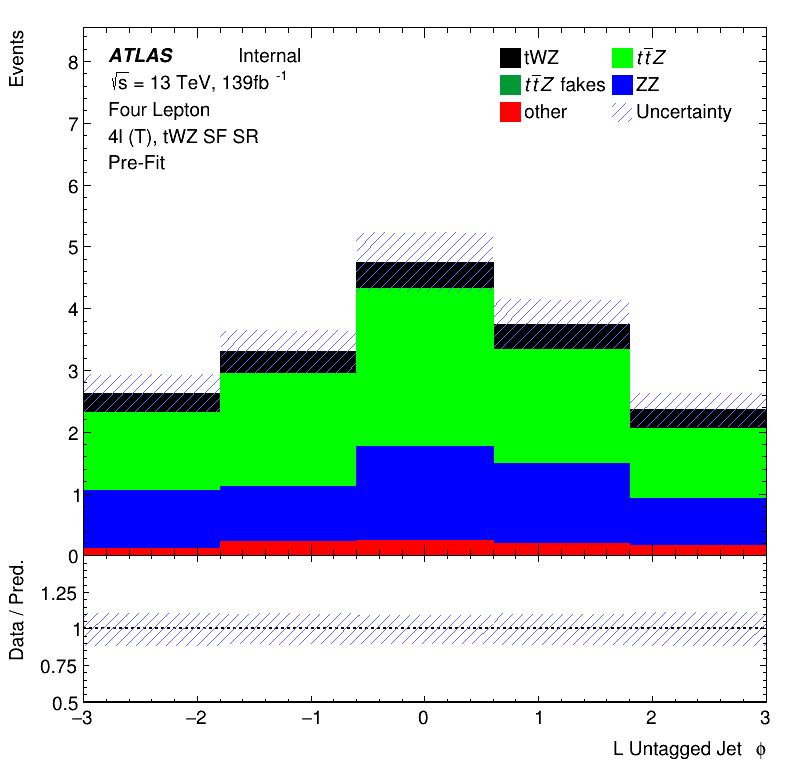 Events
8
7
6
5
4
3
2
1
0
ATLAS Internal
√s = 13 TeV, 139fb⁻¹
Four Lepton
4l (T), tWZ SF SR
Pre-Fit
tWZ tt̄Z
tt̄Z fakes ZZ
other Uncertainty
Data / Pred.
1.25
1
0.75
0.5
−3 −2 −1 0 1 2 3
L Untagged Jet ϕ